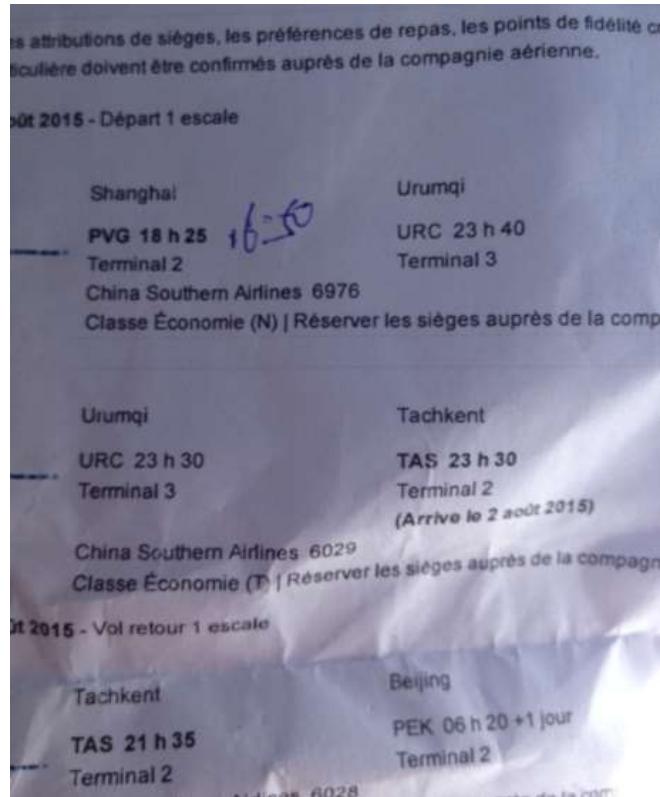 attributions de sièges, les préférences de repas, les points de fidélité
doivent être confirmés auprès de la compagnie aérienne.
2015 - Départ 1 escale
Shanghai Urumqi
PVG 18 h 25 16-50 URC 23 h 40
Terminal 2 Terminal 3
China Southern Airlines 6976
Classe Économie (N) | Réserver les sièges auprès de la comp
Urumqi Tachkent
URC 23 h 30 TAS 23 h 30
Terminal 3 Terminal 2
(Arrive le 2 août 2015)
China Southern Airlines 6029
Classe Économie (T) | Réserver les sièges auprès de la compagn
2015 - Vol retour 1 escale
Tachkent Beijing
TAS 21 h 35 PEK 06 h 20 +1 jour
Terminal 2 Terminal 2
6028